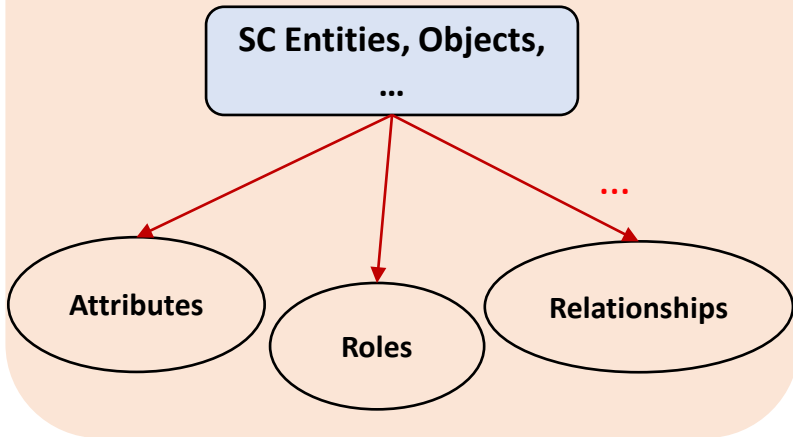 SC Entities, Objects,
…
…
Attributes
Roles
Relationships